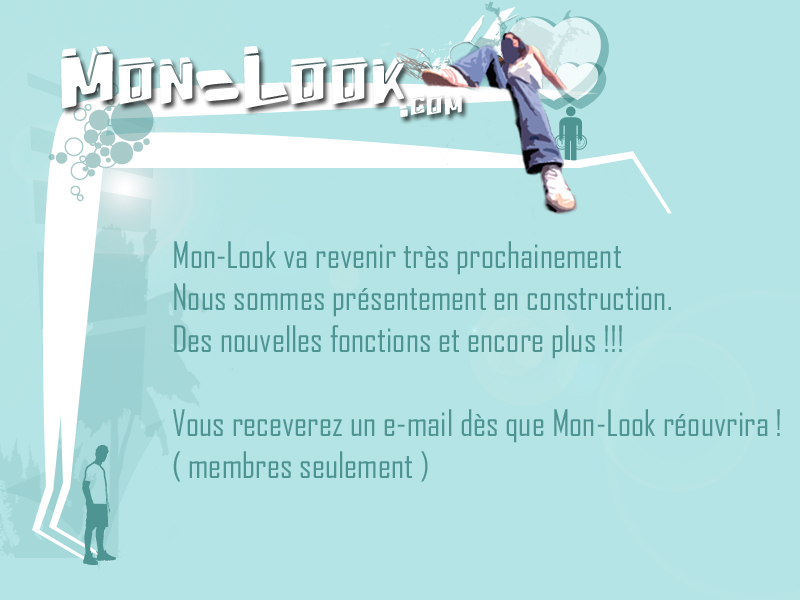 Mon-Look
.com
Mon-Look va revenir très prochainement
Nous sommes présentement en construction.
Des nouvelles fonctions et encore plus !!!
Vous receverez un e-mail dès que Mon-Look réouvrira !
( membres seulement )